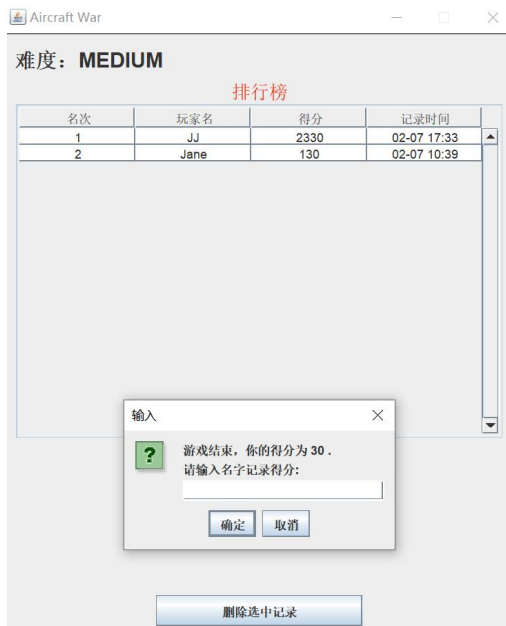 Aircraft War
难度：MEDIUM
排行榜
名次 玩家名 得分 记录时间
1 JJ 2330 02-07 17:33
2 Jane 130 02-07 10:39
输入
?
游戏结束，你的得分为 30 .
请输入名字记录得分:
确定 取消
删除选中记录